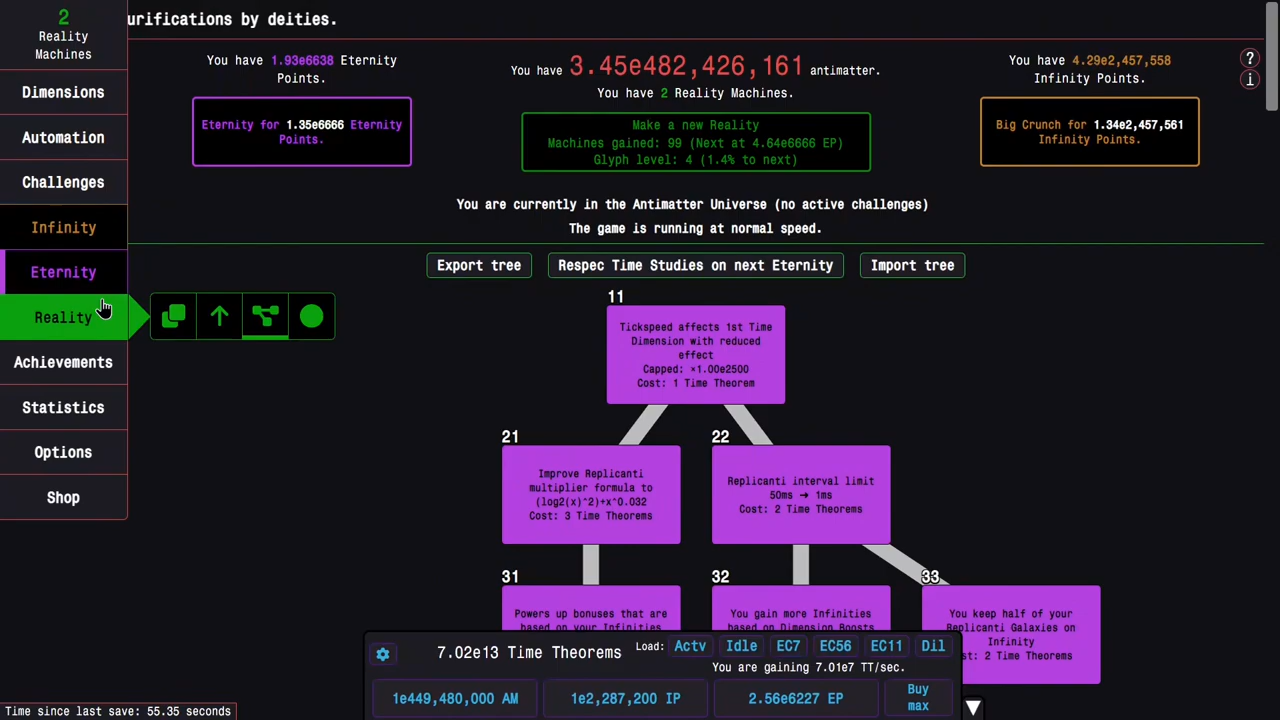 2
Reality
Machines
Dimensions
Automation
Challenges
Infinity
Eternity
Reality
Achievements
Statistics
Options
Shop
urifications by deities.
You have 1.93e6638 Eternity
Points.
Eternity for 1.35e6666 Eternity
Points.
You have 3.45e482,426,161 antimatter.
You have 2 Reality Machines.
Make a new Reality
Machines gained: 99 (Next at 4.64e6666 EP)
Glyph level: 4 (1.4% to next)
You have 4.29e2,457,558
Infinity Points.
Big Crunch for 1.34e2,457,561
Infinity Points.
?
i
You are currently in the Antimatter Universe (no active challenges)
The game is running at normal speed.
Export tree
Respec Time Studies on next Eternity
Import tree
11
Tickspeed affects 1st Time
Dimension with reduced
effect
Capped: ×1.00e2500
Cost: 1 Time Theorem
21
Improve Replicanti
multiplier formula to
(log2(x)^2)+x^0.032
Cost: 3 Time Theorems
22
Replicanti interval limit
50ms → 1ms
Cost: 2 Time Theorems
31
Powers up bonuses that are
based on your Infinities
32
You gain more Infinities
based on Dimension Boosts
33
You keep half of your
Replicanti Galaxies on
Infinity
st: 2 Time Theorems
7.02e13 Time Theorems
Load: Actv Idle EC7 EC56 EC11 Dil
You are gaining 7.01e7 TT/sec.
1e449,480,000 AM
1e2,287,200 IP
2.56e6227 EP
Buy
max
Time since last save: 55.35 seconds